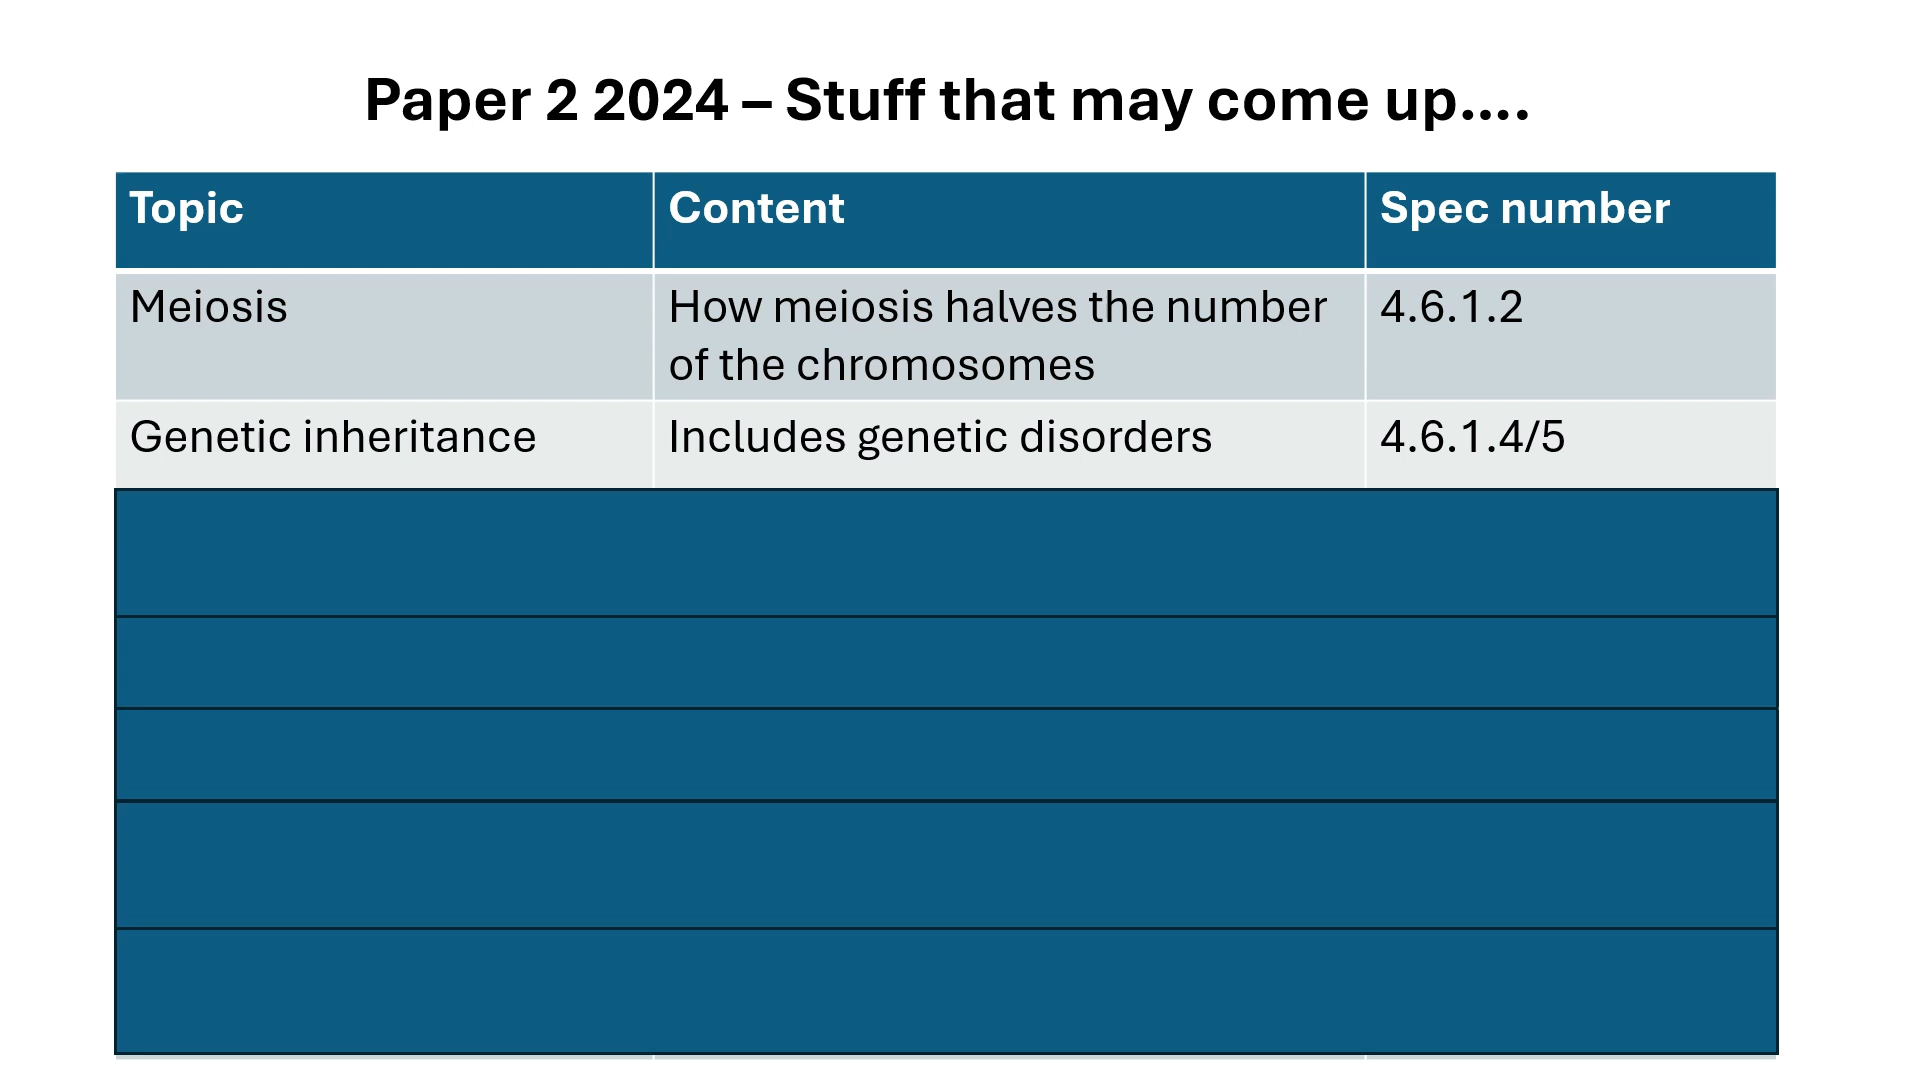 Paper 2 2024 – Stuff that may come up....
Topic
Content
Spec number
Meiosis
How meiosis halves the number
of the chromosomes
4.6.1.2
Genetic inheritance
Includes genetic disorders
4.6.1.4/5